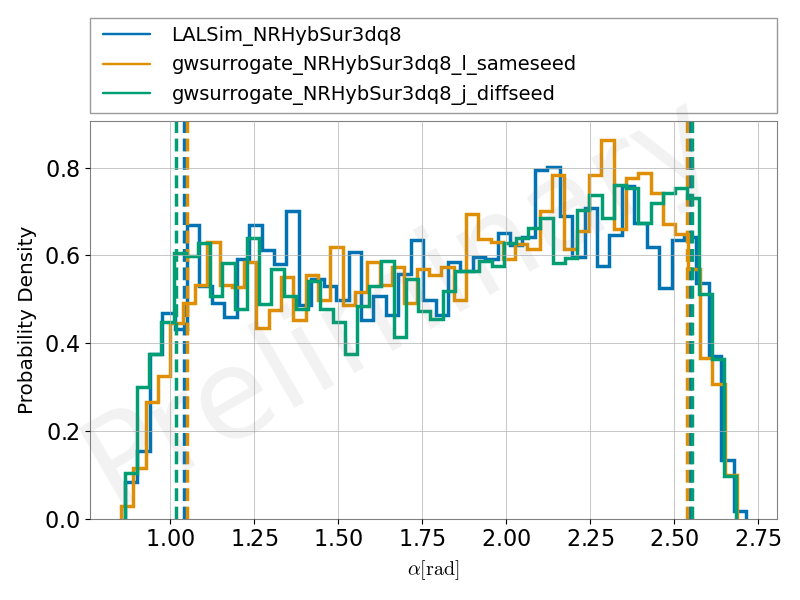 LALSim_NRHybSur3dq8
gwsurrogate_NRHybSur3dq8_l_sameseed
gwsurrogate_NRHybSur3dq8_j_diffseed
Preliminary
Probability Density
0.8
0.6
0.4
0.2
0.0
1.00 1.25 1.50 1.75 2.00 2.25 2.50 2.75
α[rad]